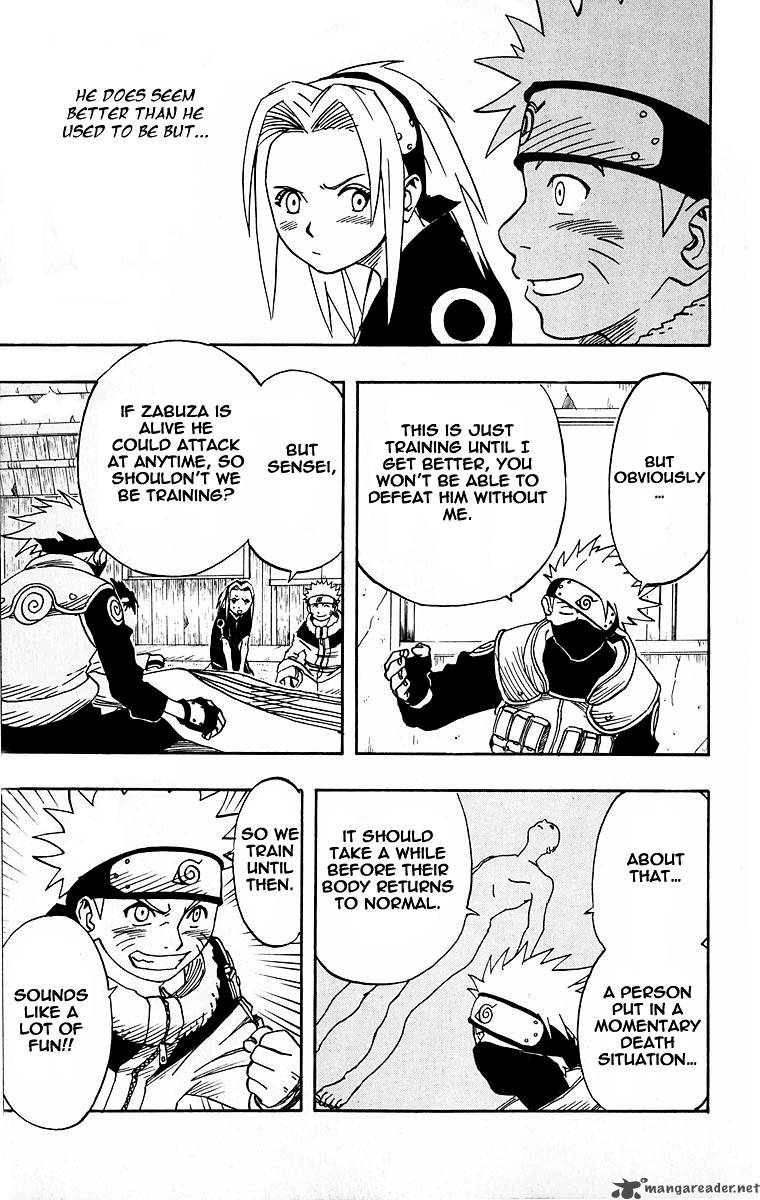 HE DOES SEEM
BETTER THAN HE
USED TO BE BUT...
BUT
OBVIOUSLY
...
THIS IS JUST
TRAINING UNTIL I
GET BETTER, YOU
WON'T BE ABLE TO
DEFEAT HIM WITHOUT
ME.
BUT
SENSEI,
IF ZABUZA IS
ALIVE HE
COULD ATTACK
AT ANYTIME, SO
SHOULDN'T WE
BE TRAINING?
ABOUT
THAT...
A PERSON
PUT IN A
MOMENTARY
DEATH
SITUATION...
IT SHOULD
TAKE A WHILE
BEFORE THEIR
BODY RETURNS
TO NORMAL.
SO WE
TRAIN
UNTIL
THEN.
SOUNDS
LIKE A
LOT OF
FUN!!
mangareader.net